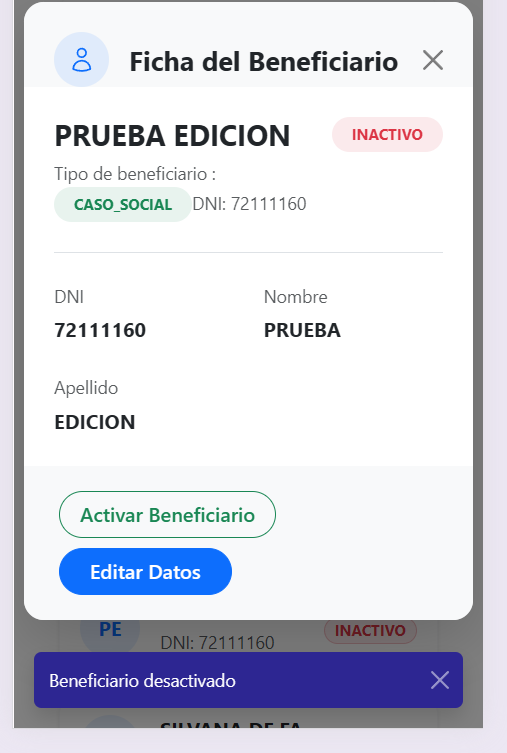 Ficha del Beneficiario
PRUEBA EDICION INACTIVO
Tipo de beneficiario :
CASO_SOCIAL DNI: 72111160
DNI Nombre
72111160 PRUEBA
Apellido
EDICION
Activar Beneficiario
Editar Datos
PE DNI: 72111160 INACTIVO
Beneficiario desactivado
SILVANA DE FA